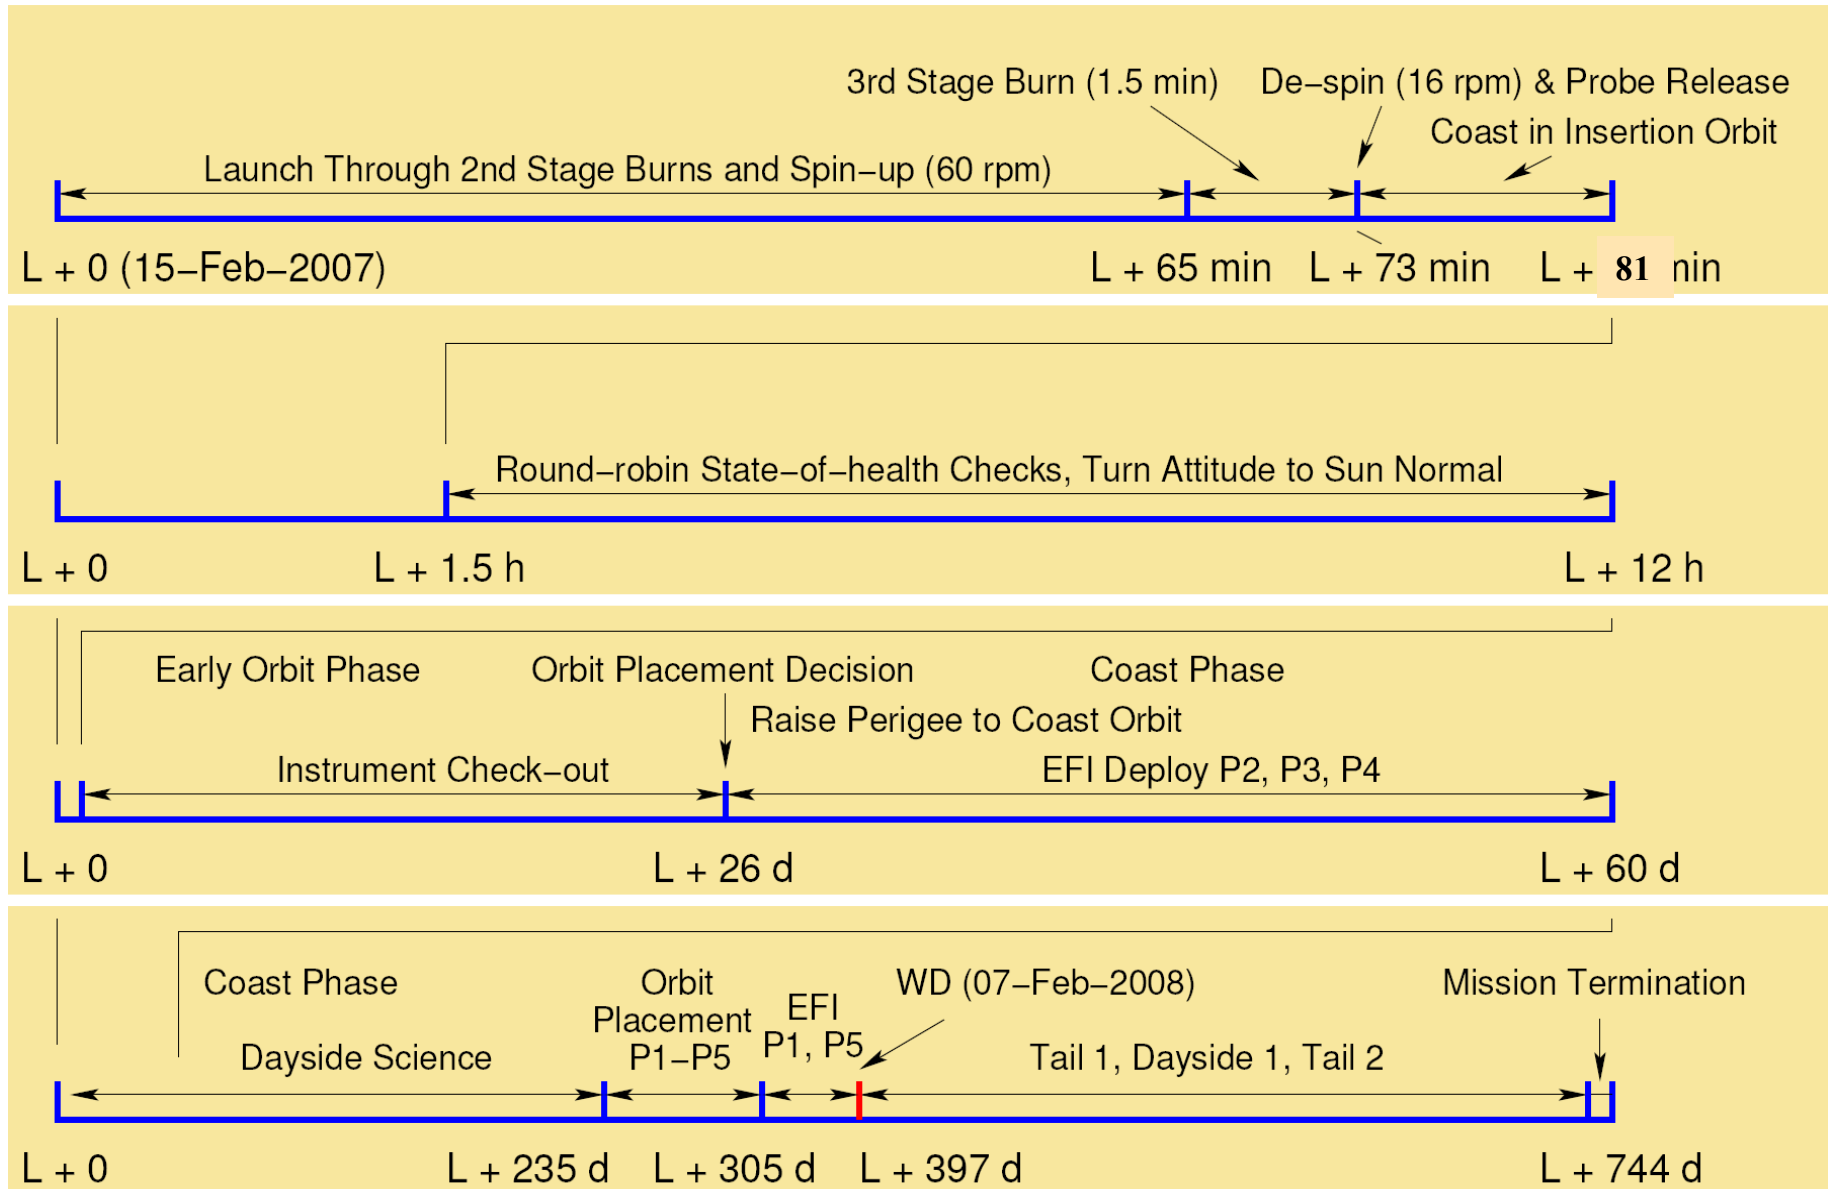 3rd Stage Burn (1.5 min) De−spin (16 rpm) & Probe Release
Coast in Insertion Orbit
Launch Through 2nd Stage Burns and Spin−up (60 rpm)
L + 0 (15−Feb−2007) L + 65 min L + 73 min L + 81 min
Round−robin State−of−health Checks, Turn Attitude to Sun Normal
L + 0 L + 1.5 h L + 12 h
Early Orbit Phase Orbit Placement Decision Coast Phase
Raise Perigee to Coast Orbit
Instrument Check−out EFI Deploy P2, P3, P4
L + 0 L + 26 d L + 60 d
Coast Phase Orbit WD (07−Feb−2008) Mission Termination
Placement EFI
Dayside Science P1−P5 P1, P5 Tail 1, Dayside 1, Tail 2
L + 0 L + 235 d L + 305 d L + 397 d L + 744 d